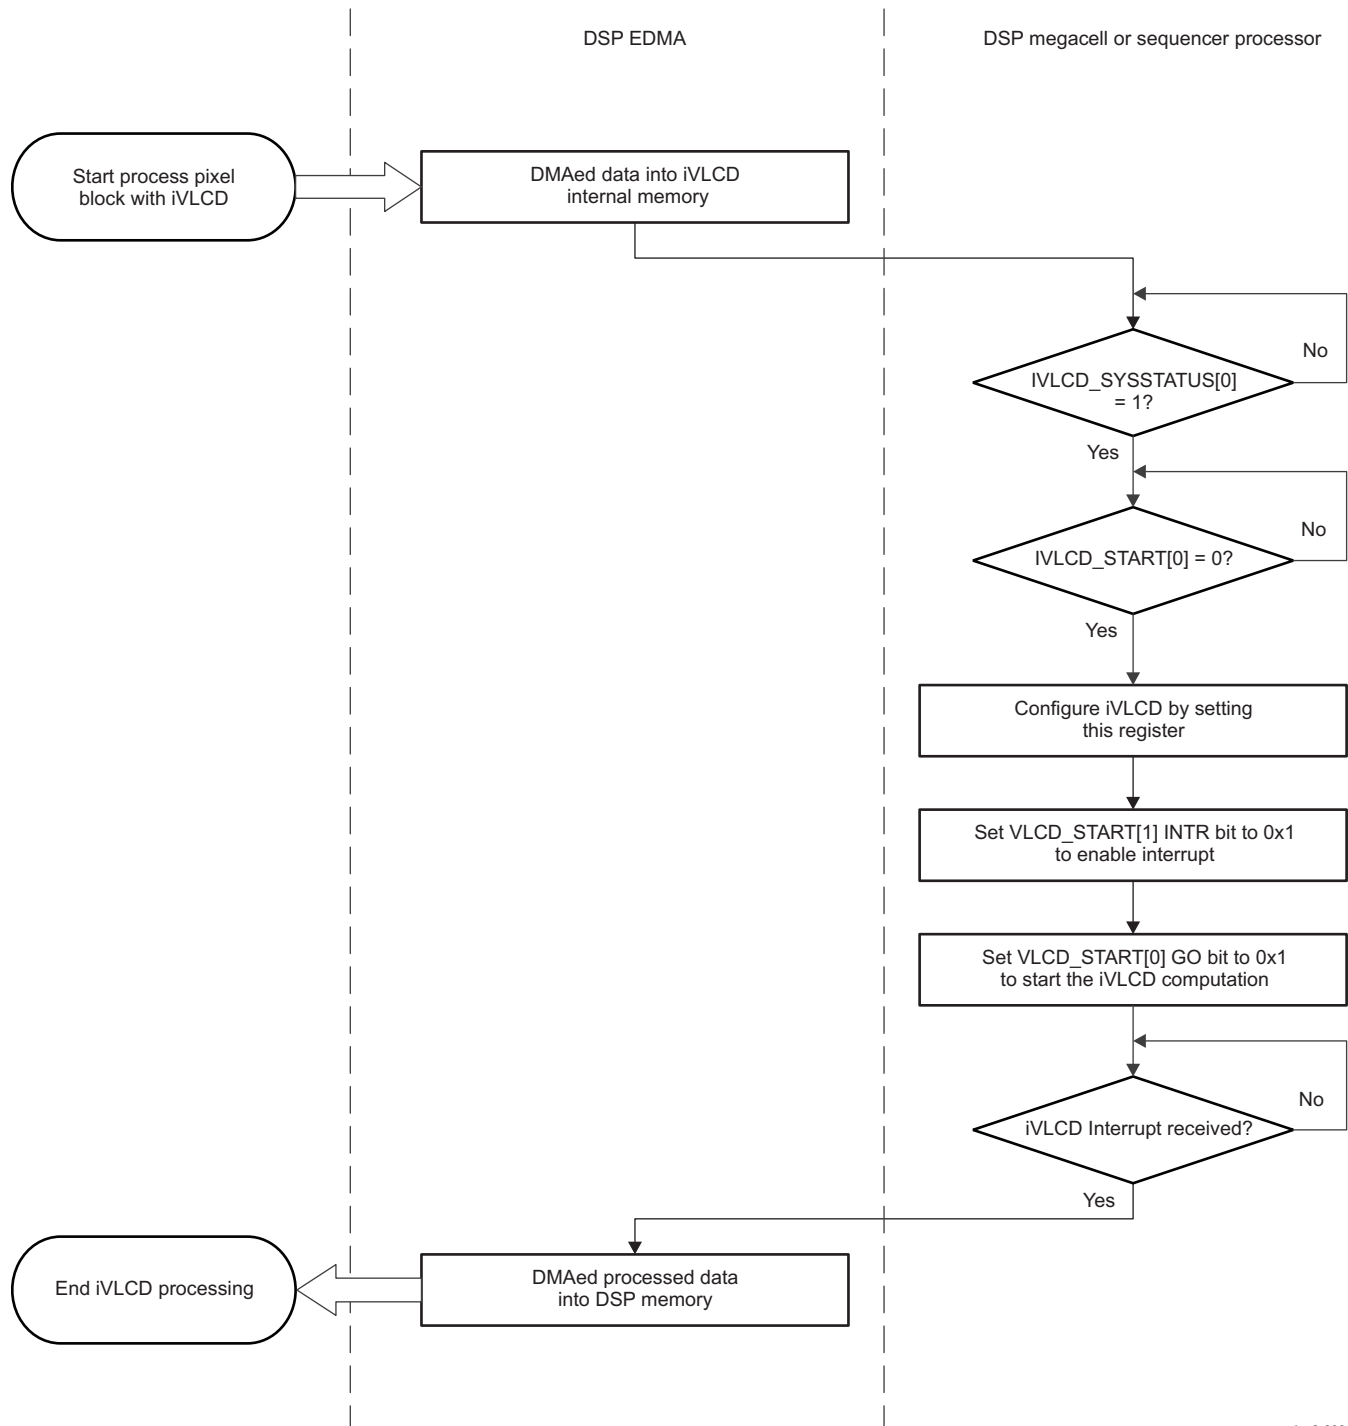 DSP EDMA
DSP megacell or sequencer processor
Start process pixel
block with iVLCD
DMAed data into iVLCD
internal memory
No
IVLCD_SYSSTATUS[0]
= 1?
Yes
No
IVLCD_START[0] = 0?
Yes
Configure iVLCD by setting
this register
Set VLCD_START[1] INTR bit to 0x1
to enable interrupt
Set VLCD_START[0] GO bit to 0x1
to start the iVLCD computation
No
iVLCD Interrupt received?
Yes
End iVLCD processing
DMAed processed data
into DSP memory